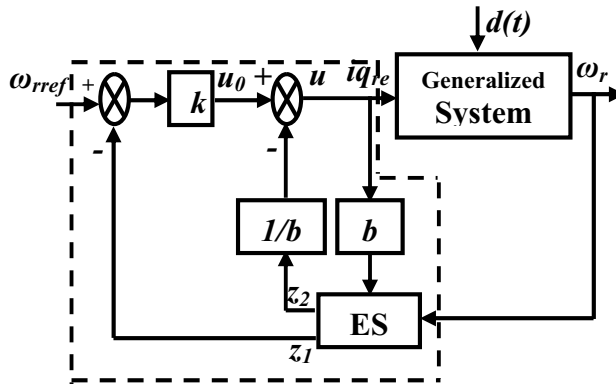 d(t)
ω_rref + k u_0 + u iq_re Generalized System ω_r
- -
1/b b
z_2
ES
z_1